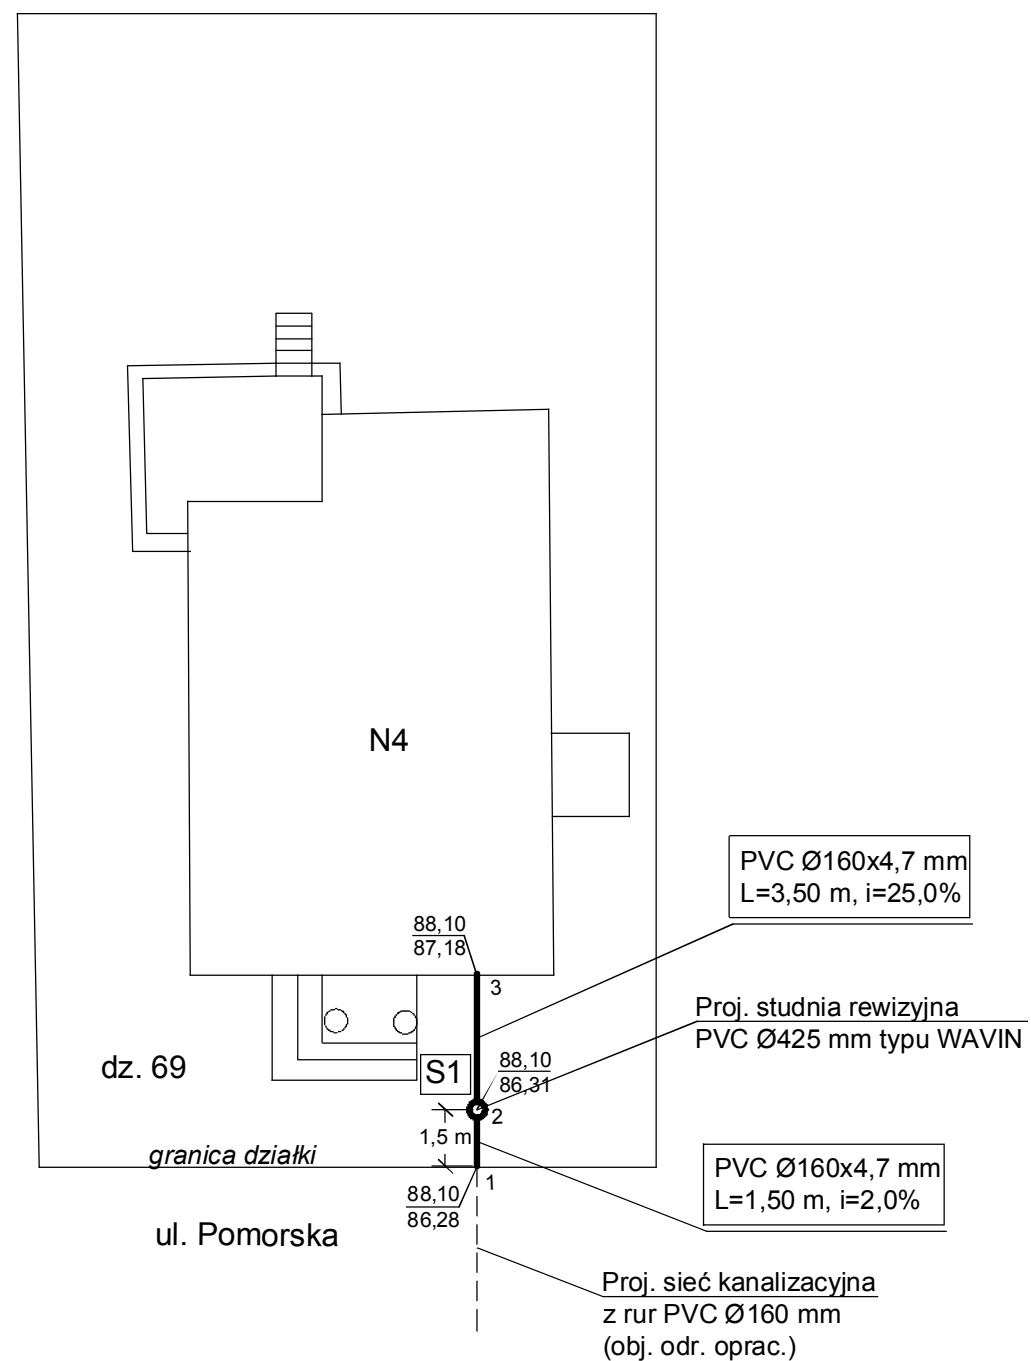 N4
PVC Ø160x4,7 mm
L=3,50 m, i=25,0%
88,10
87,18
3
Proj. studnia rewizyjna
PVC Ø425 mm typu WAVIN
dz. 69
S1
88,10
86,31
2
1,5 m
granica działki
PVC Ø160x4,7 mm
L=1,50 m, i=2,0%
1
88,10
86,28
ul. Pomorska
Proj. sieć kanalizacyjna
z rur PVC Ø160 mm
(obj. odr. oprac.)